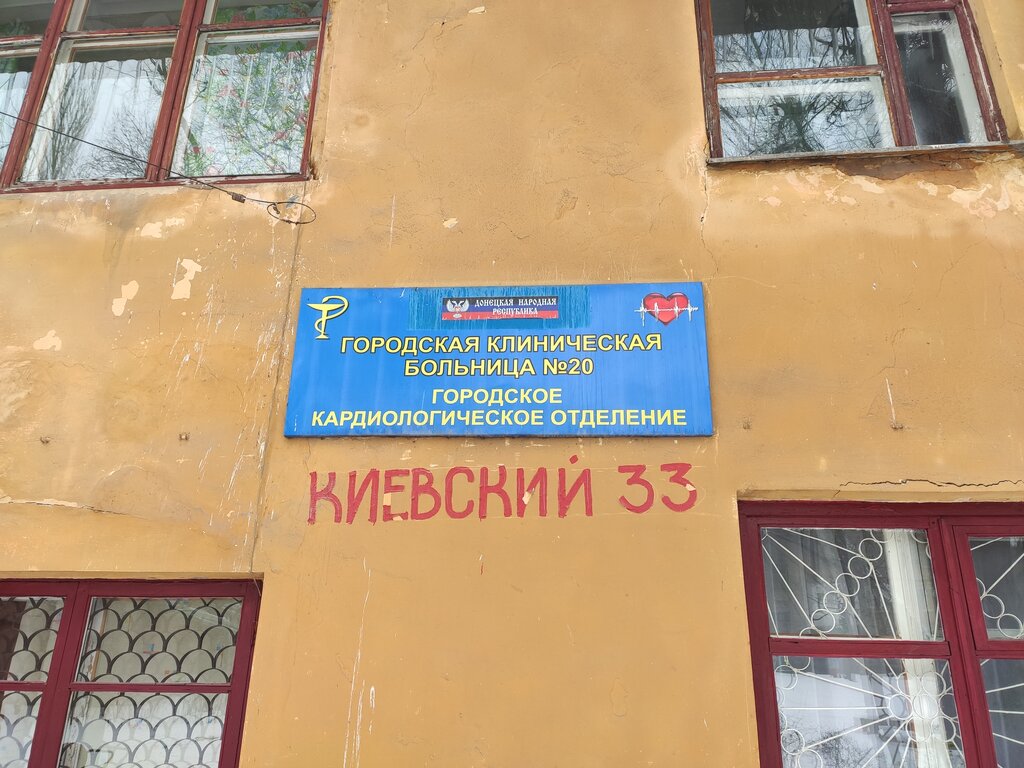 ДОНЕЦКАЯ НАРОДНАЯ
РЕСПУБЛИКА
ГОРОДСКАЯ КЛИНИЧЕСКАЯ
БОЛЬНИЦА №20
ГОРОДСКОЕ
КАРДИОЛОГИЧЕСКОЕ ОТДЕЛЕНИЕ
КИЕВСКИЙ 33